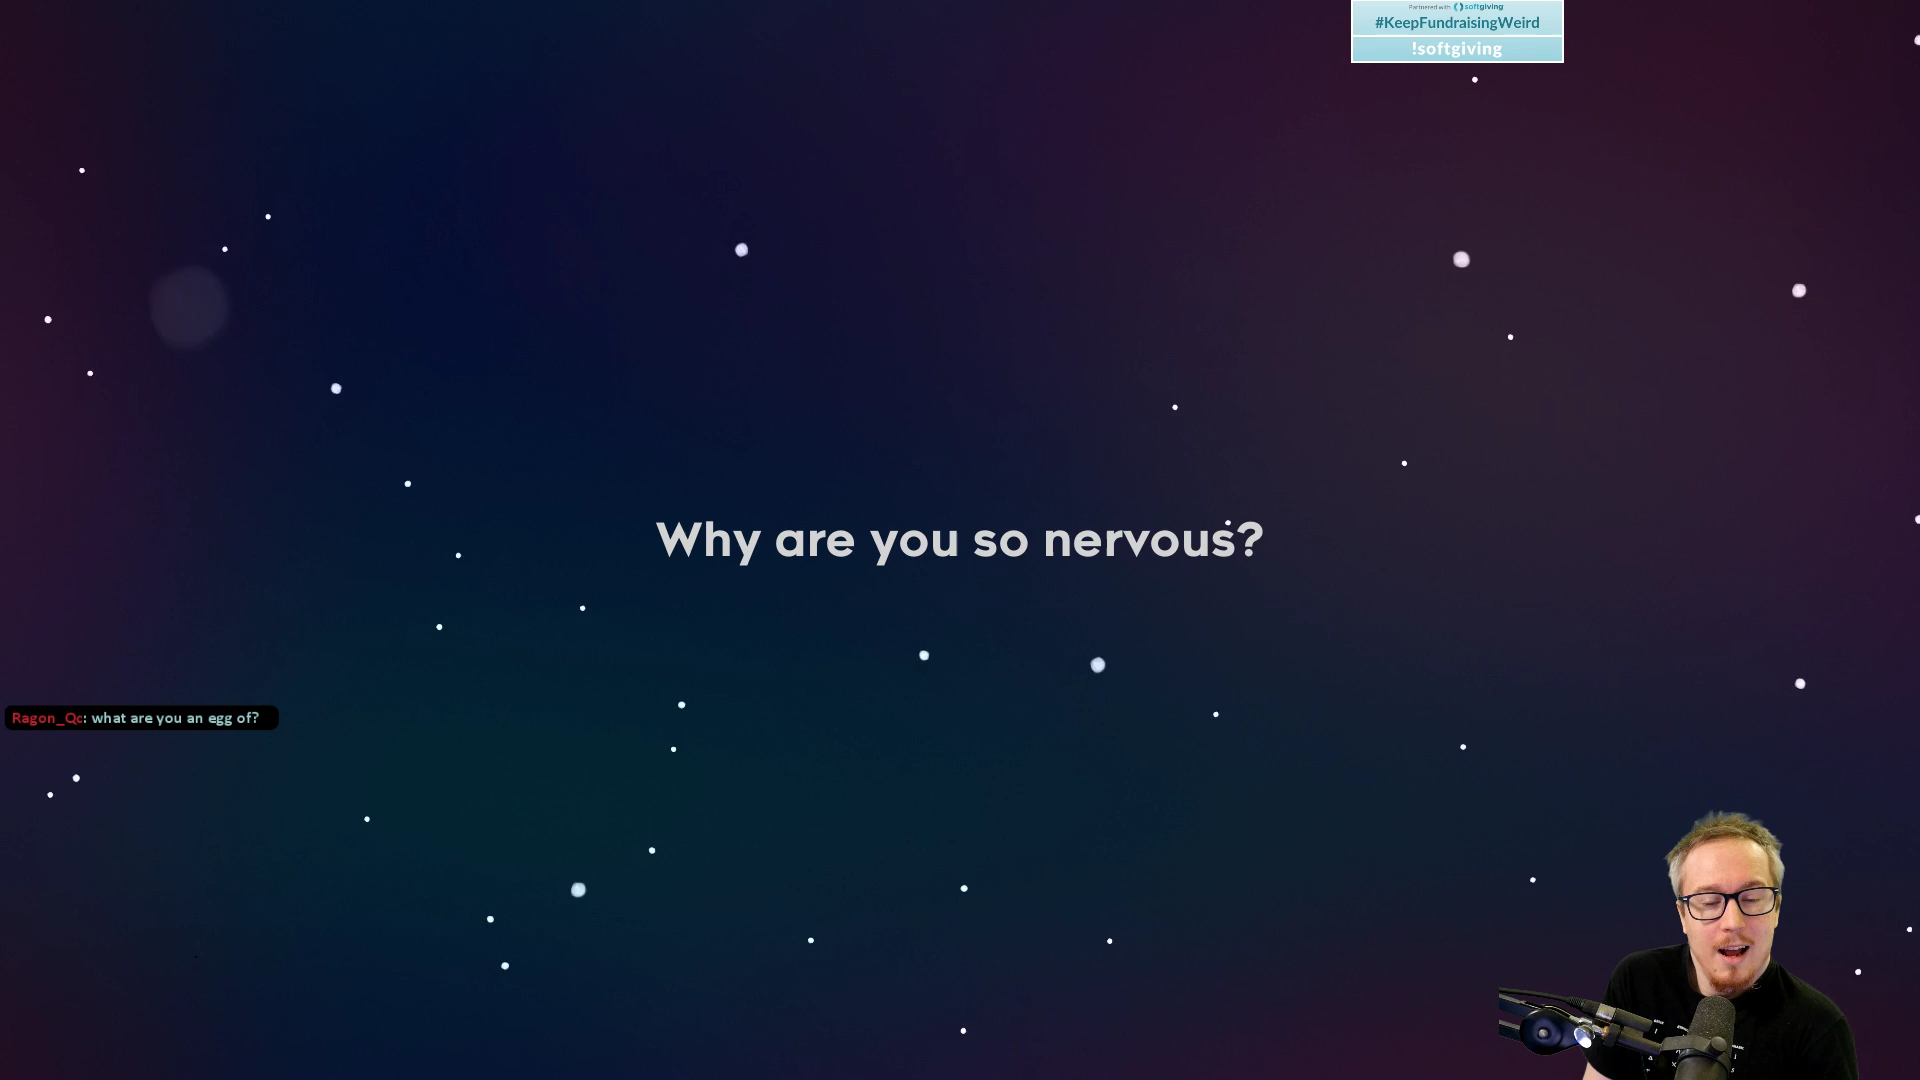 Partnered with softgiving
#KeepFundraisingWeird
!softgiving
Why are you so nervous?
Ragon_Qc: what are you an egg of?